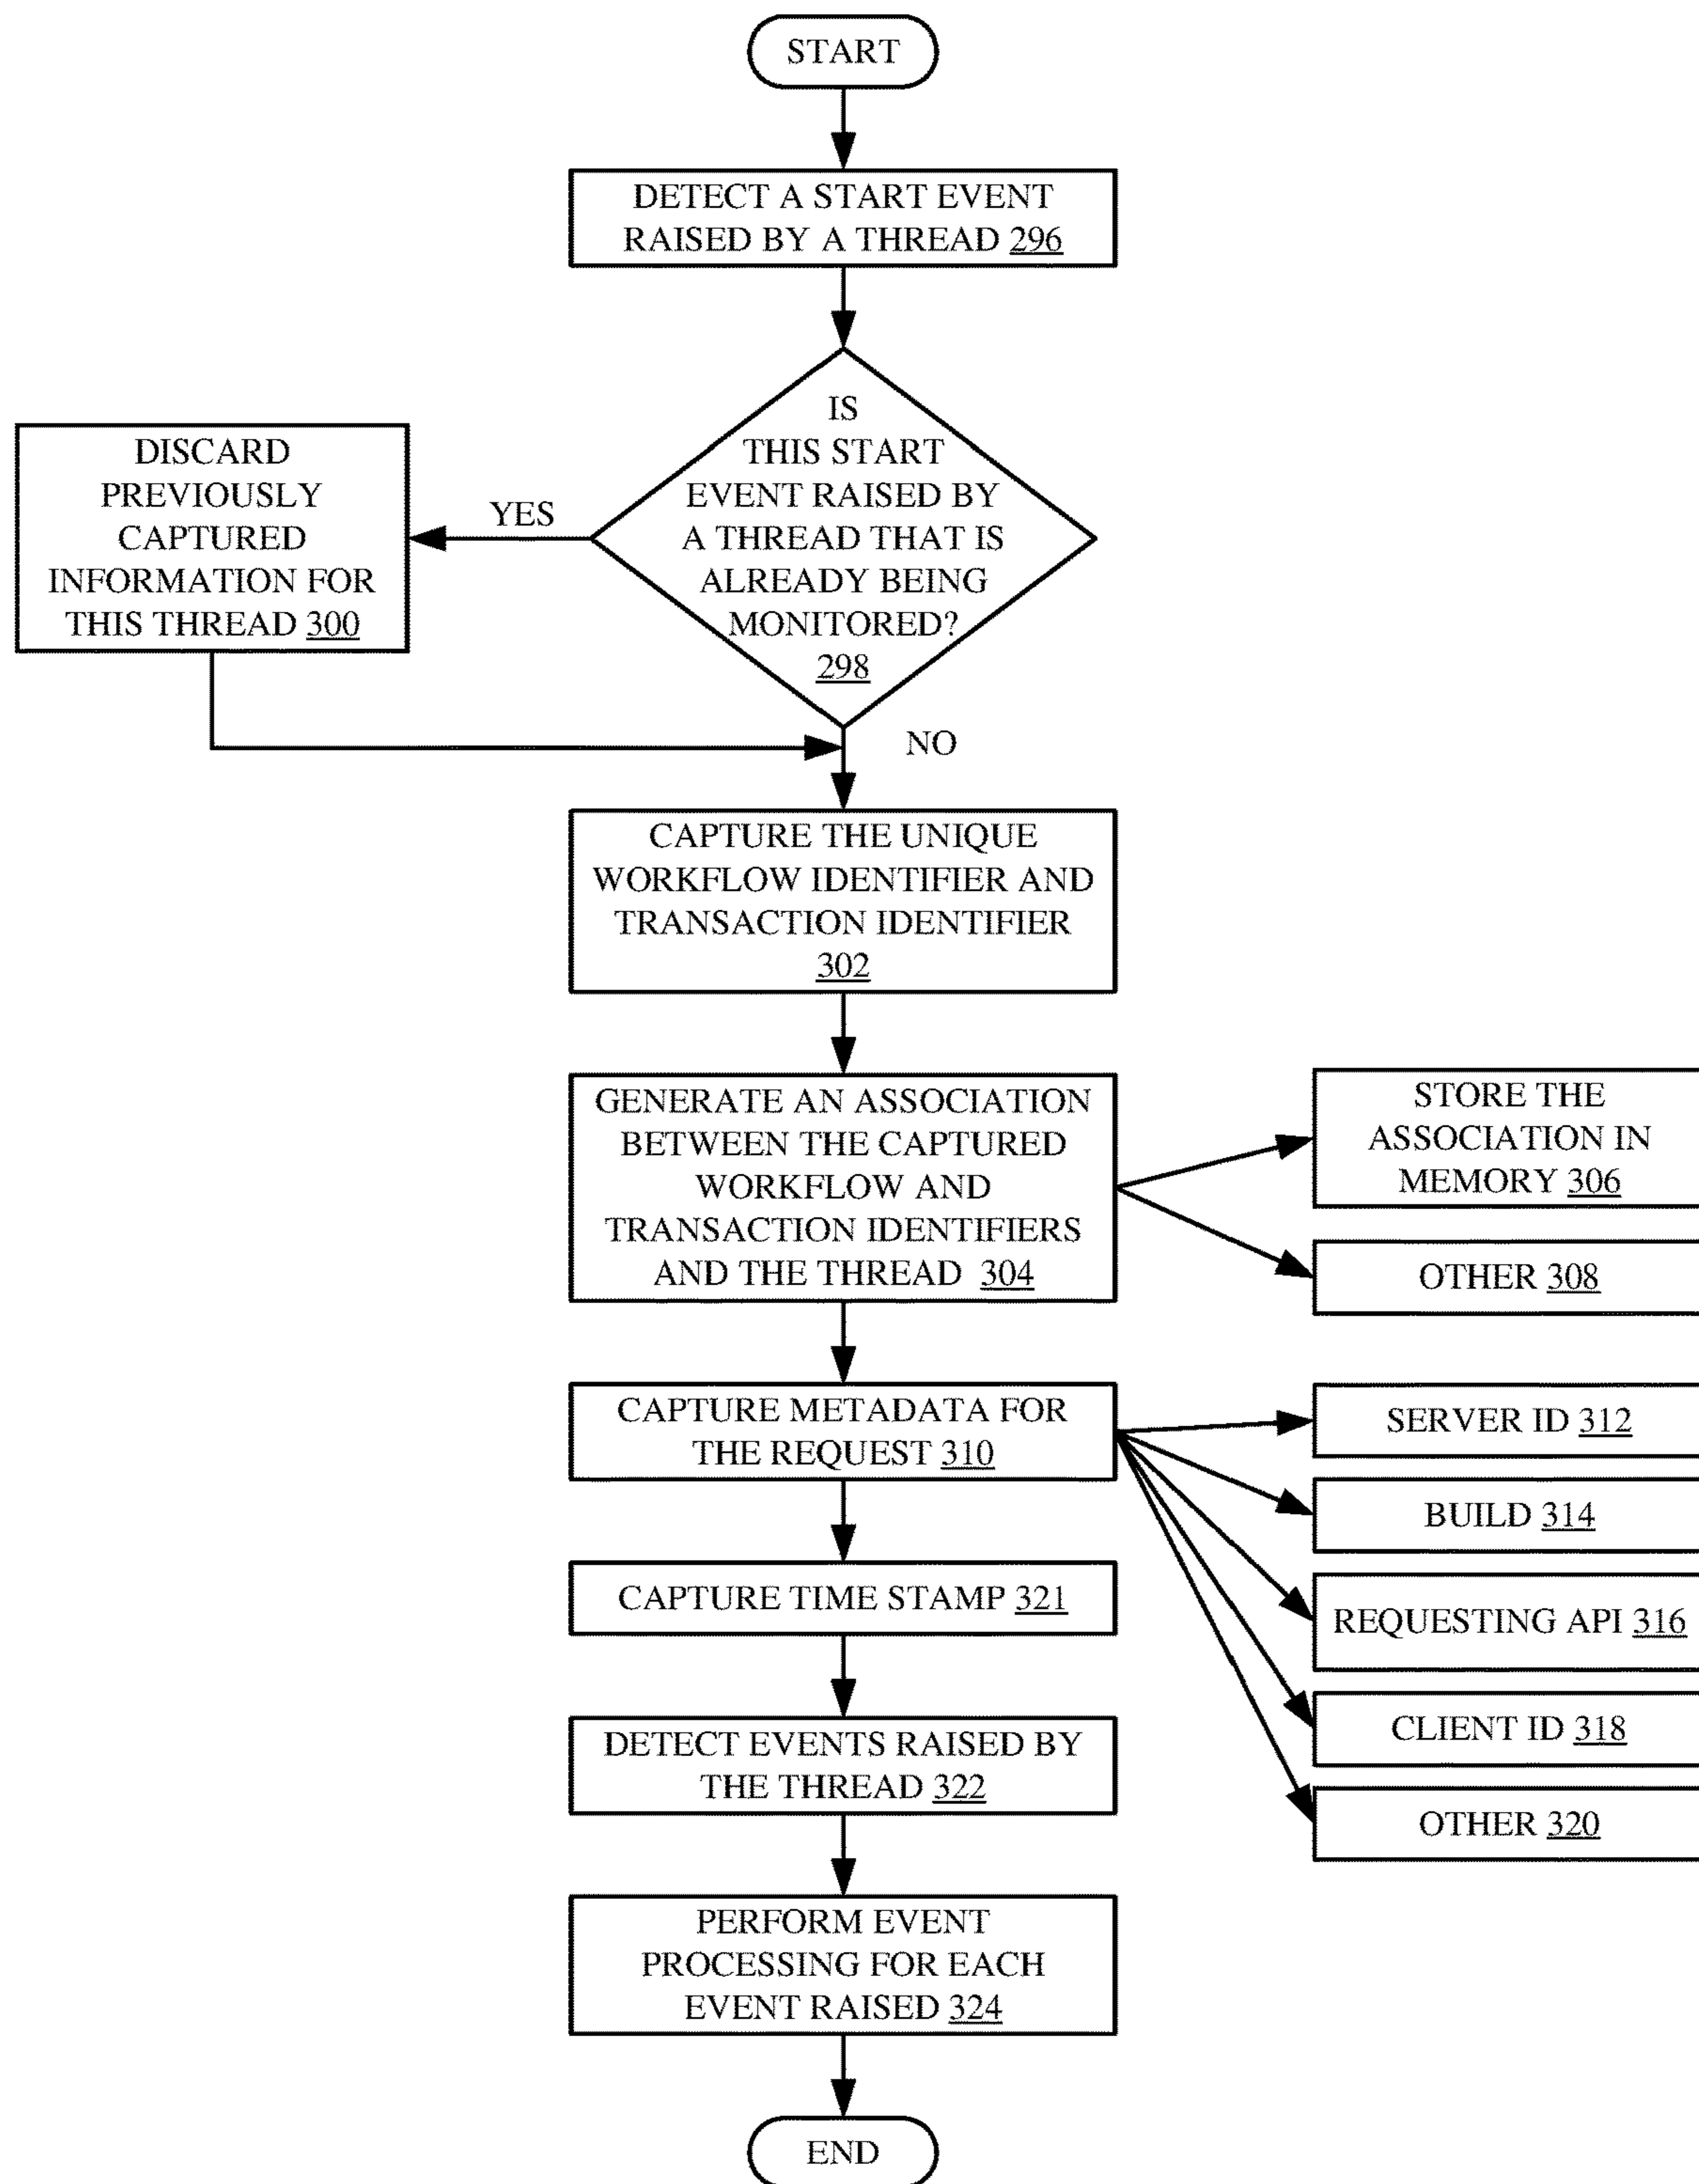 START
DETECT A START EVENT
RAISED BY A THREAD 296
IS
THIS START
EVENT RAISED BY
A THREAD THAT IS
ALREADY BEING
MONITORED?
298
YES
DISCARD
PREVIOUSLY
CAPTURED
INFORMATION FOR
THIS THREAD 300
NO
CAPTURE THE UNIQUE
WORKFLOW IDENTIFIER AND
TRANSACTION IDENTIFIER
302
GENERATE AN ASSOCIATION
BETWEEN THE CAPTURED
WORKFLOW AND
TRANSACTION IDENTIFIERS
AND THE THREAD 304
STORE THE
ASSOCIATION IN
MEMORY 306
OTHER 308
CAPTURE METADATA FOR
THE REQUEST 310
SERVER ID 312
BUILD 314
REQUESTING API 316
CLIENT ID 318
OTHER 320
CAPTURE TIME STAMP 321
DETECT EVENTS RAISED BY
THE THREAD 322
PERFORM EVENT
PROCESSING FOR EACH
EVENT RAISED 324
END